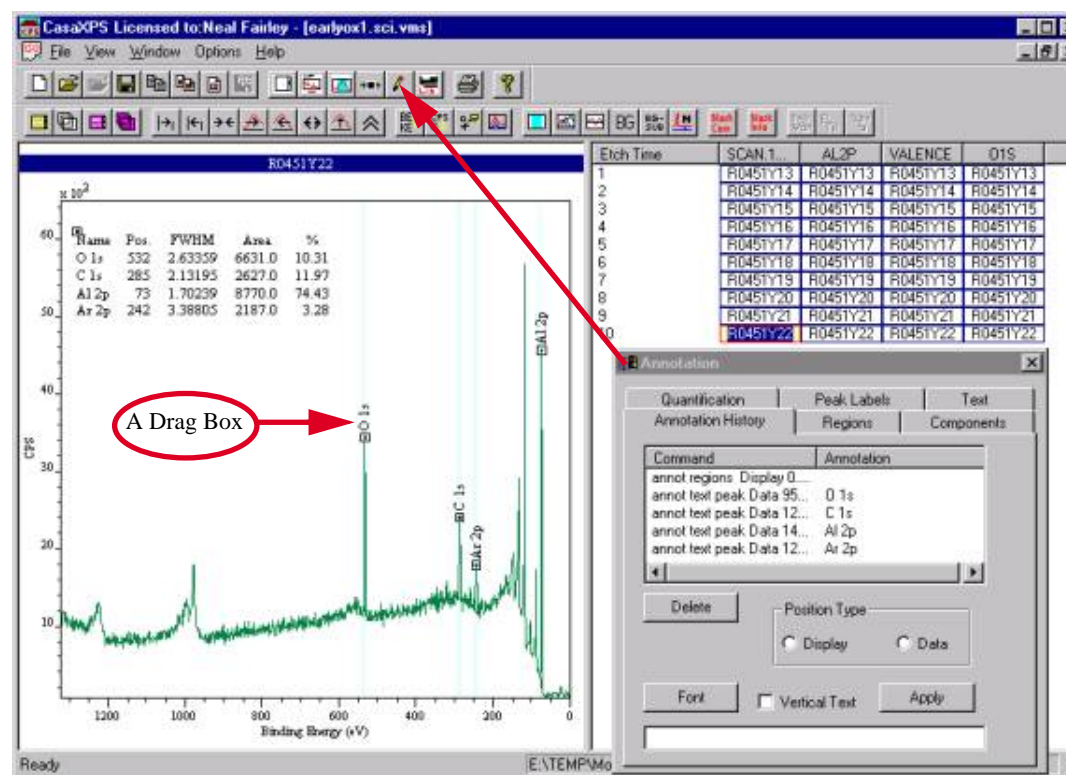 CasaXPS Licensed to:Neal Fairley - [earlyox1.sci.vms]
File View Window Options Help
BG
R0451Y22
x 10²
Name Pos. FWHM Area %
O 1s 532 2.63359 6631.0 10.31
C 1s 285 2.13195 2627.0 11.97
Al 2p 73 1.70239 8770.0 74.43
Ar 2p 242 3.38805 2187.0 3.28
60
50
40
30
20
10
CPS
A Drag Box
O 1s
C 1s
Ar 2p
Al 2p
1200 1000 800 600 400 200 0
Binding Energy (eV)
Etch Time SCAN.1... AL2P VALENCE O1S
1 R0451Y13 R0451Y13 R0451Y13 R0451Y13
2 R0451Y14 R0451Y14 R0451Y14 R0451Y14
3 R0451Y15 R0451Y15 R0451Y15 R0451Y15
4 R0451Y16 R0451Y16 R0451Y16 R0451Y16
5 R0451Y17 R0451Y17 R0451Y17 R0451Y17
6 R0451Y18 R0451Y18 R0451Y18 R0451Y18
7 R0451Y19 R0451Y19 R0451Y19 R0451Y19
8 R0451Y20 R0451Y20 R0451Y20 R0451Y20
9 R0451Y21 R0451Y21 R0451Y21 R0451Y21
10 R0451Y22 R0451Y22 R0451Y22 R0451Y22
Annotation
Quantification Peak Labels Text
Annotation History Regions Components
Command Annotation
annot regions Display 0....
annot text peak Data 95... O 1s
annot text peak Data 12... C 1s
annot text peak Data 14... Al 2p
annot text peak Data 12... Ar 2p
Delete
Position Type
Display Data
Font
Vertical Text
Apply
Ready
E:\TEMP\Mo